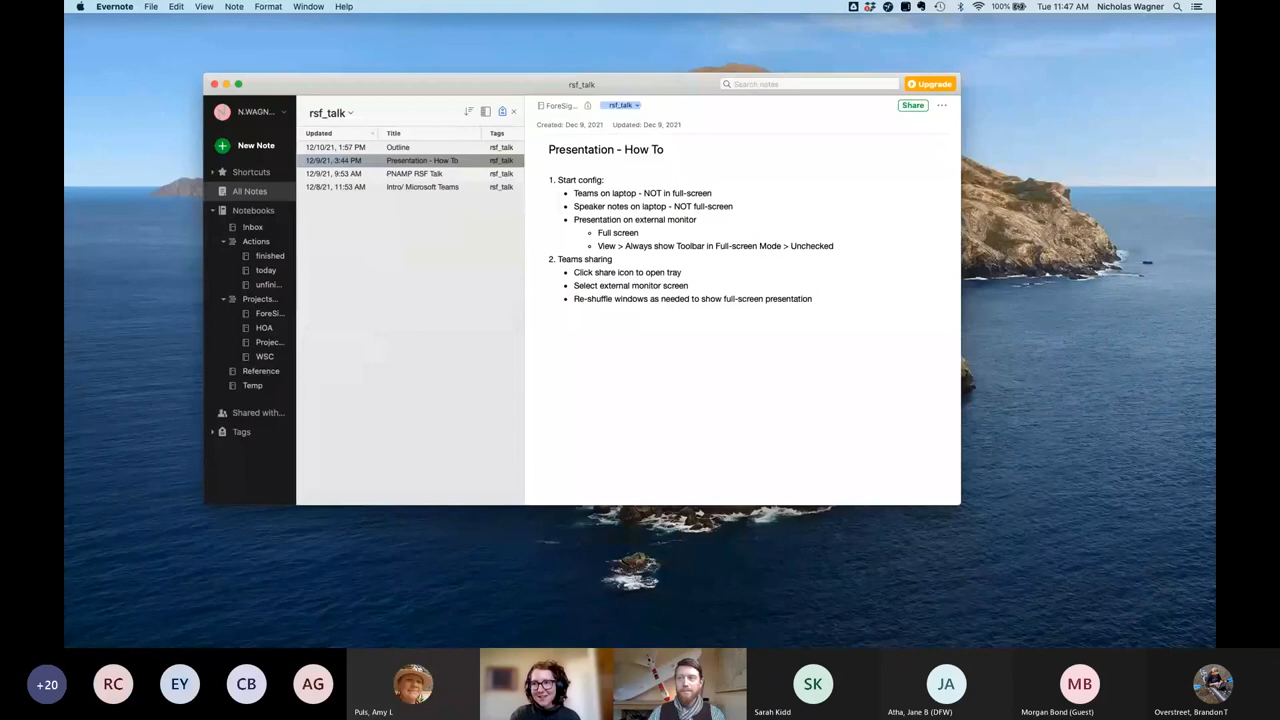 Evernote File Edit View Note Format Window Help 100% Tue 11:47 AM Nicholas Wagner
rsf_talk
Search notes
Upgrade
N N.WAGN...
New Note
Shortcuts
All Notes
Notebooks
Inbox
Actions
finished
today
unfini...
Projects...
ForeSi...
HOA
Projec...
WSC
Reference
Temp
Shared with...
Tags
rsf_talk
Updated Title Tags
12/10/21, 1:57 PM Outline rsf_talk
12/9/21, 3:44 PM Presentation - How To rsf_talk
12/9/21, 9:53 AM PNAMP RSF Talk rsf_talk
12/8/21, 11:53 AM Intro/ Microsoft Teams rsf_talk
ForeSig... rsf_talk
Share
Created: Dec 9, 2021 Updated: Dec 9, 2021
Presentation - How To
1. Start config:
• Teams on laptop - NOT in full-screen
• Speaker notes on laptop - NOT full-screen
• Presentation on external monitor
◦ Full screen
◦ View > Always show Toolbar in Full-screen Mode > Unchecked
2. Teams sharing
• Click share icon to open tray
• Select external monitor screen
• Re-shuffle windows as needed to show full-screen presentation
+20 RC EY CB AG SK JA MB
Puls, Amy L Sarah Kidd Atha, Jane B (DFW) Morgan Bond (Guest) Overstreet, Brandon T